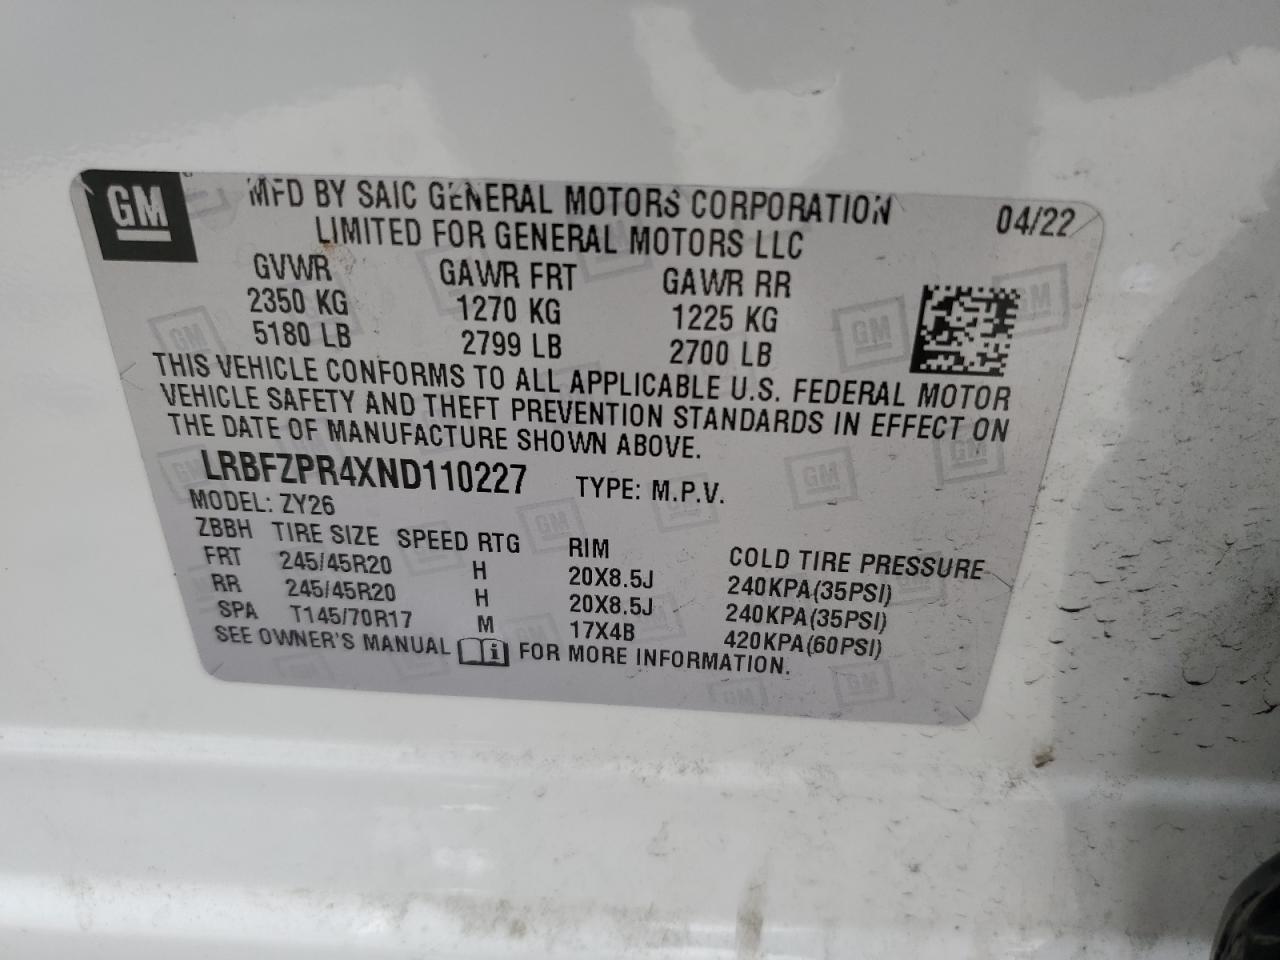 GM
MFD BY SAIC GENERAL MOTORS CORPORATION 04/22
LIMITED FOR GENERAL MOTORS LLC
GVWR GAWR FRT GAWR RR
2350 KG 1270 KG 1225 KG
5180 LB 2799 LB 2700 LB
THIS VEHICLE CONFORMS TO ALL APPLICABLE U.S. FEDERAL MOTOR
VEHICLE SAFETY AND THEFT PREVENTION STANDARDS IN EFFECT ON
THE DATE OF MANUFACTURE SHOWN ABOVE.
LRBFZPR4XND110227 TYPE: M.P.V.
MODEL: ZY26
ZBBH TIRE SIZE SPEED RTG RIM COLD TIRE PRESSURE
FRT 245/45R20 H 20X8.5J 240KPA(35PSI)
RR 245/45R20 H 20X8.5J 240KPA(35PSI)
SPA T145/70R17 M 17X4B 420KPA(60PSI)
SEE OWNER'S MANUAL i FOR MORE INFORMATION.